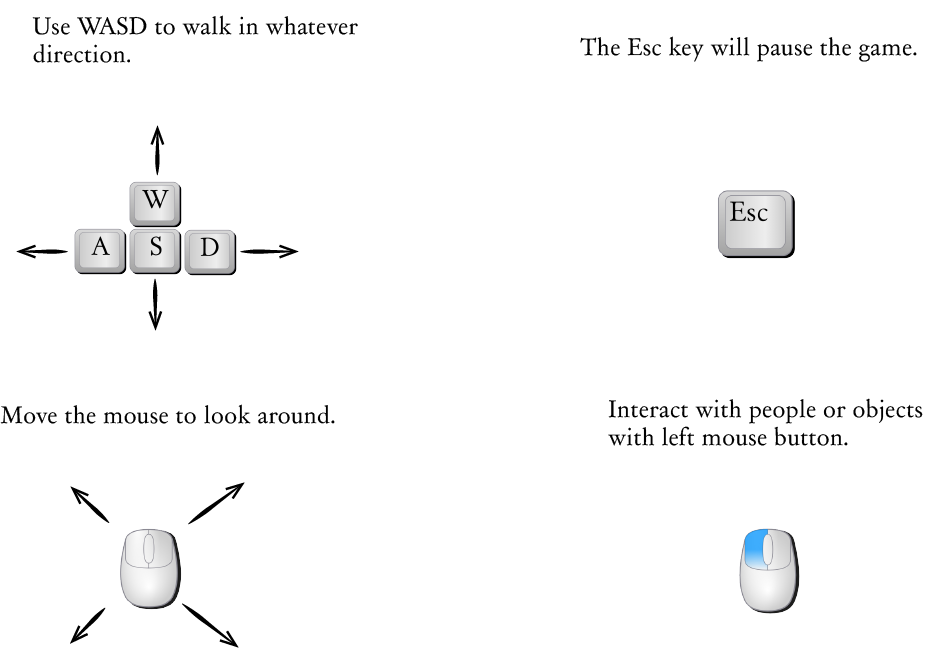 Use WASD to walk in whatever
direction.
The Esc key will pause the game.
W
A S D
Esc
Move the mouse to look around.
Interact with people or objects
with left mouse button.